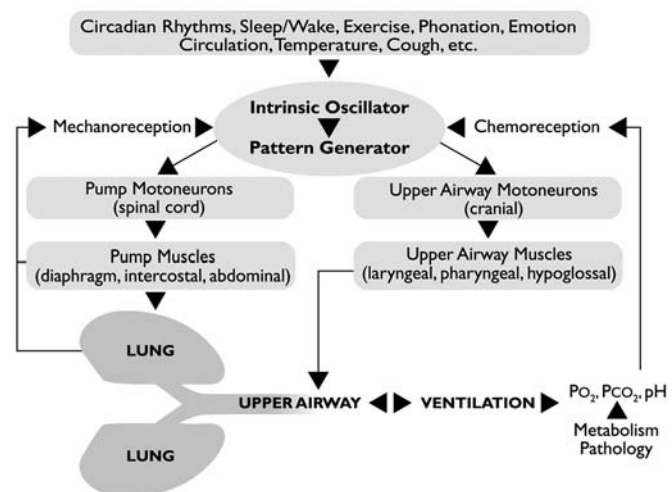 Circadian Rhythms, Sleep/Wake, Exercise, Phonation, Emotion
Circulation, Temperature, Cough, etc.
Intrinsic Oscillator
Mechanoreception
Chemoreception
Pattern Generator
Pump Motoneurons
(spinal cord)
Upper Airway Motoneurons
(cranial)
Pump Muscles
(diaphragm, intercostal, abdominal)
Upper Airway Muscles
(laryngeal, pharyngeal, hypoglossal)
LUNG
UPPER AIRWAY
VENTILATION
PO₂, PCO₂, pH
Metabolism
Pathology
LUNG